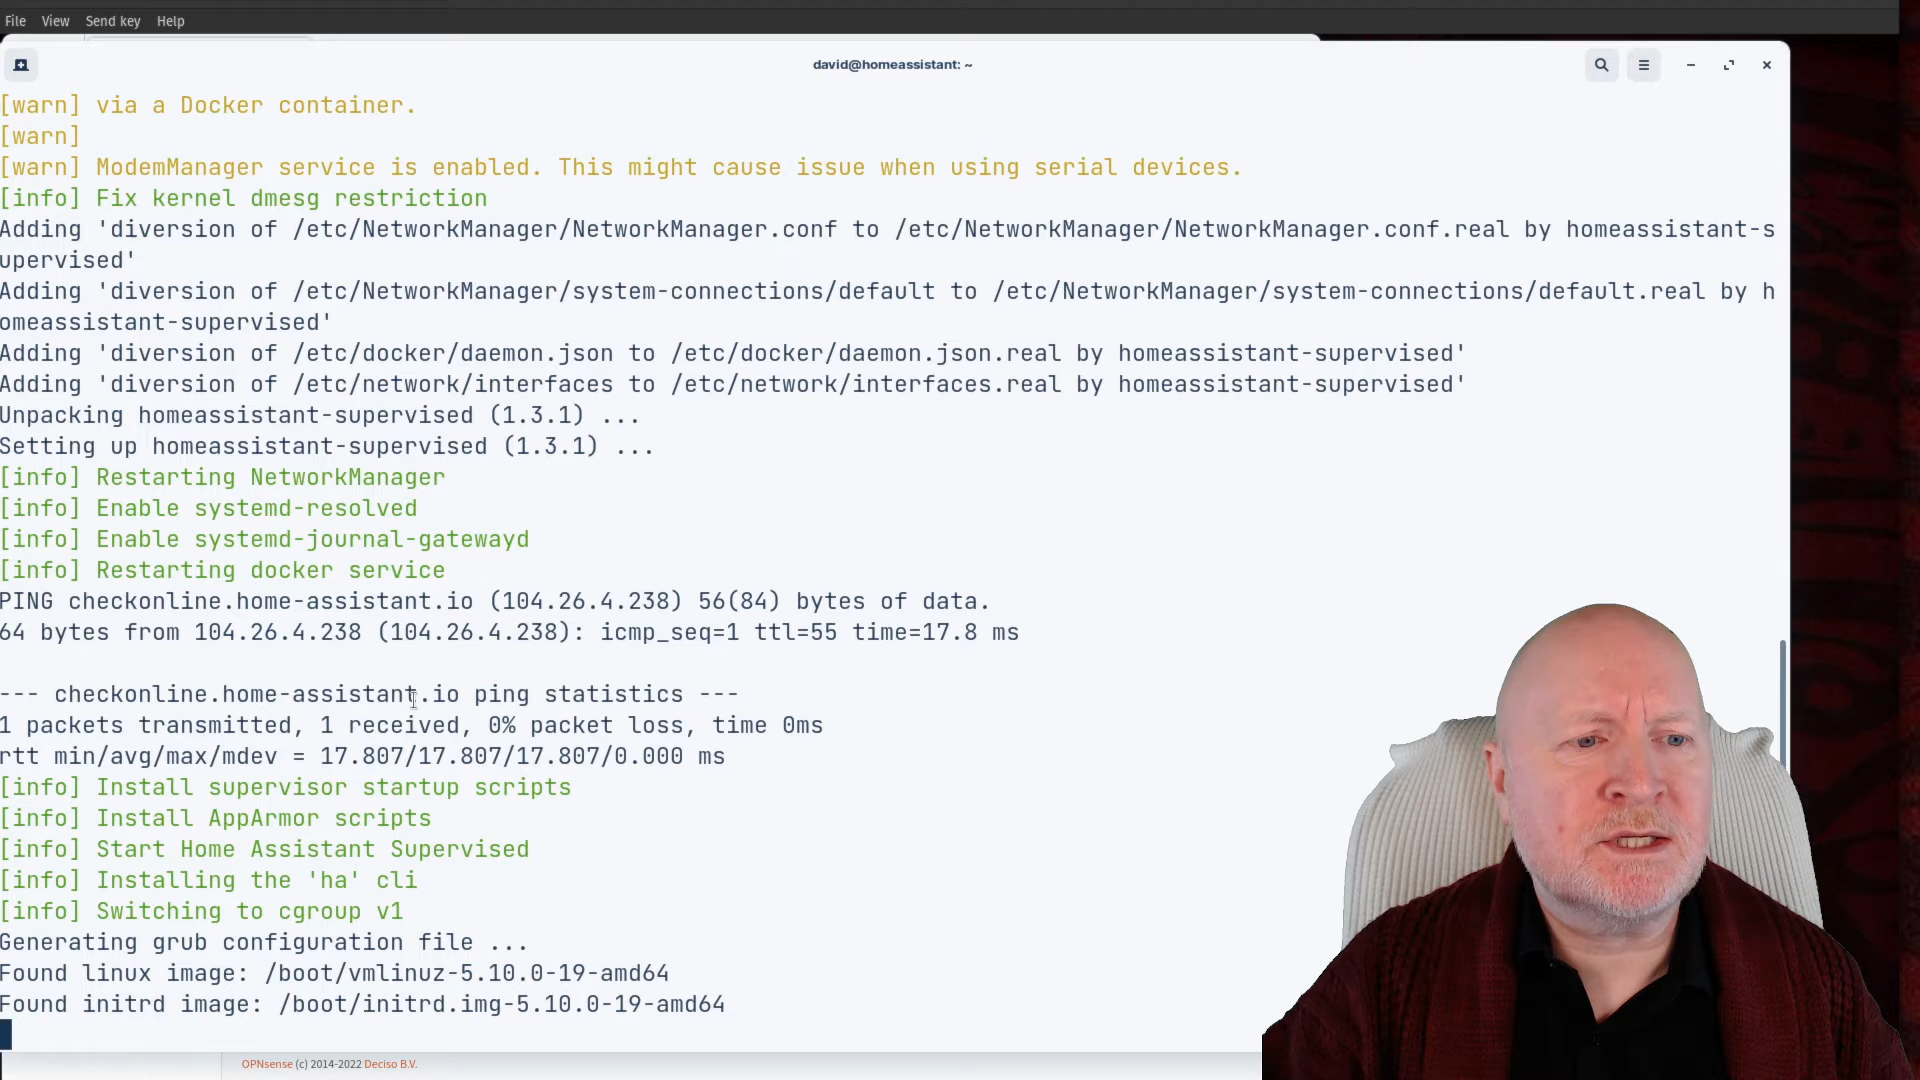 File View Send key Help
david@homeassistant: ~
[warn] via a Docker container.
[warn]
[warn] ModemManager service is enabled. This might cause issue when using serial devices.
[info] Fix kernel dmesg restriction
Adding 'diversion of /etc/NetworkManager/NetworkManager.conf to /etc/NetworkManager/NetworkManager.conf.real by homeassistant-s
upervised'
Adding 'diversion of /etc/NetworkManager/system-connections/default to /etc/NetworkManager/system-connections/default.real by h
omeassistant-supervised'
Adding 'diversion of /etc/docker/daemon.json to /etc/docker/daemon.json.real by homeassistant-supervised'
Adding 'diversion of /etc/network/interfaces to /etc/network/interfaces.real by homeassistant-supervised'
Unpacking homeassistant-supervised (1.3.1) ...
Setting up homeassistant-supervised (1.3.1) ...
[info] Restarting NetworkManager
[info] Enable systemd-resolved
[info] Enable systemd-journal-gatewayd
[info] Restarting docker service
PING checkonline.home-assistant.io (104.26.4.238) 56(84) bytes of data.
64 bytes from 104.26.4.238 (104.26.4.238): icmp_seq=1 ttl=55 time=17.8 ms
--- checkonline.home-assistant.io ping statistics ---
1 packets transmitted, 1 received, 0% packet loss, time 0ms
rtt min/avg/max/mdev = 17.807/17.807/17.807/0.000 ms
[info] Install supervisor startup scripts
[info] Install AppArmor scripts
[info] Start Home Assistant Supervised
[info] Installing the 'ha' cli
[info] Switching to cgroup v1
Generating grub configuration file ...
Found linux image: /boot/vmlinuz-5.10.0-19-amd64
Found initrd image: /boot/initrd.img-5.10.0-19-amd64
OPNsense (c) 2014-2022 Deciso B.V.